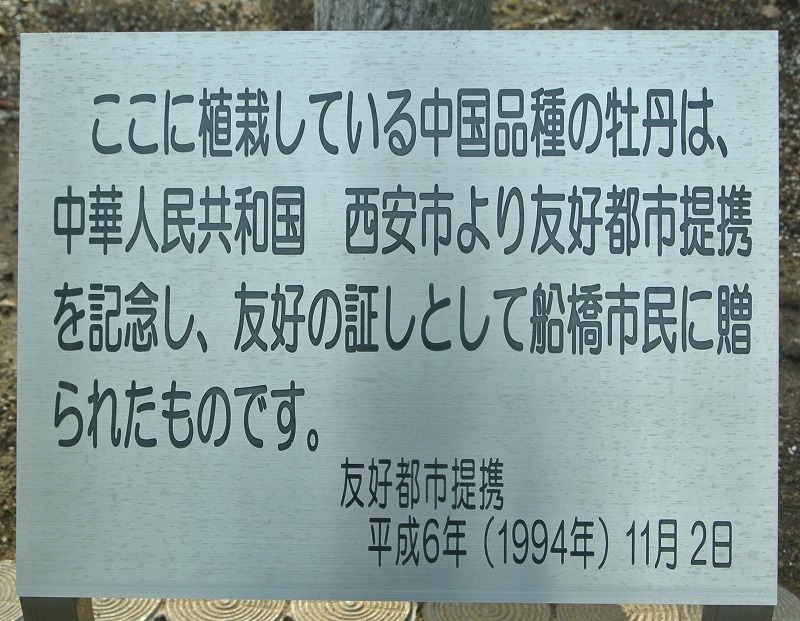 ここに植栽している中国品種の牡丹は、
中華人民共和国　西安市より友好都市提携
を記念し、友好の証しとして船橋市民に贈
られたものです。
友好都市提携
平成6年（1994年）11月2日